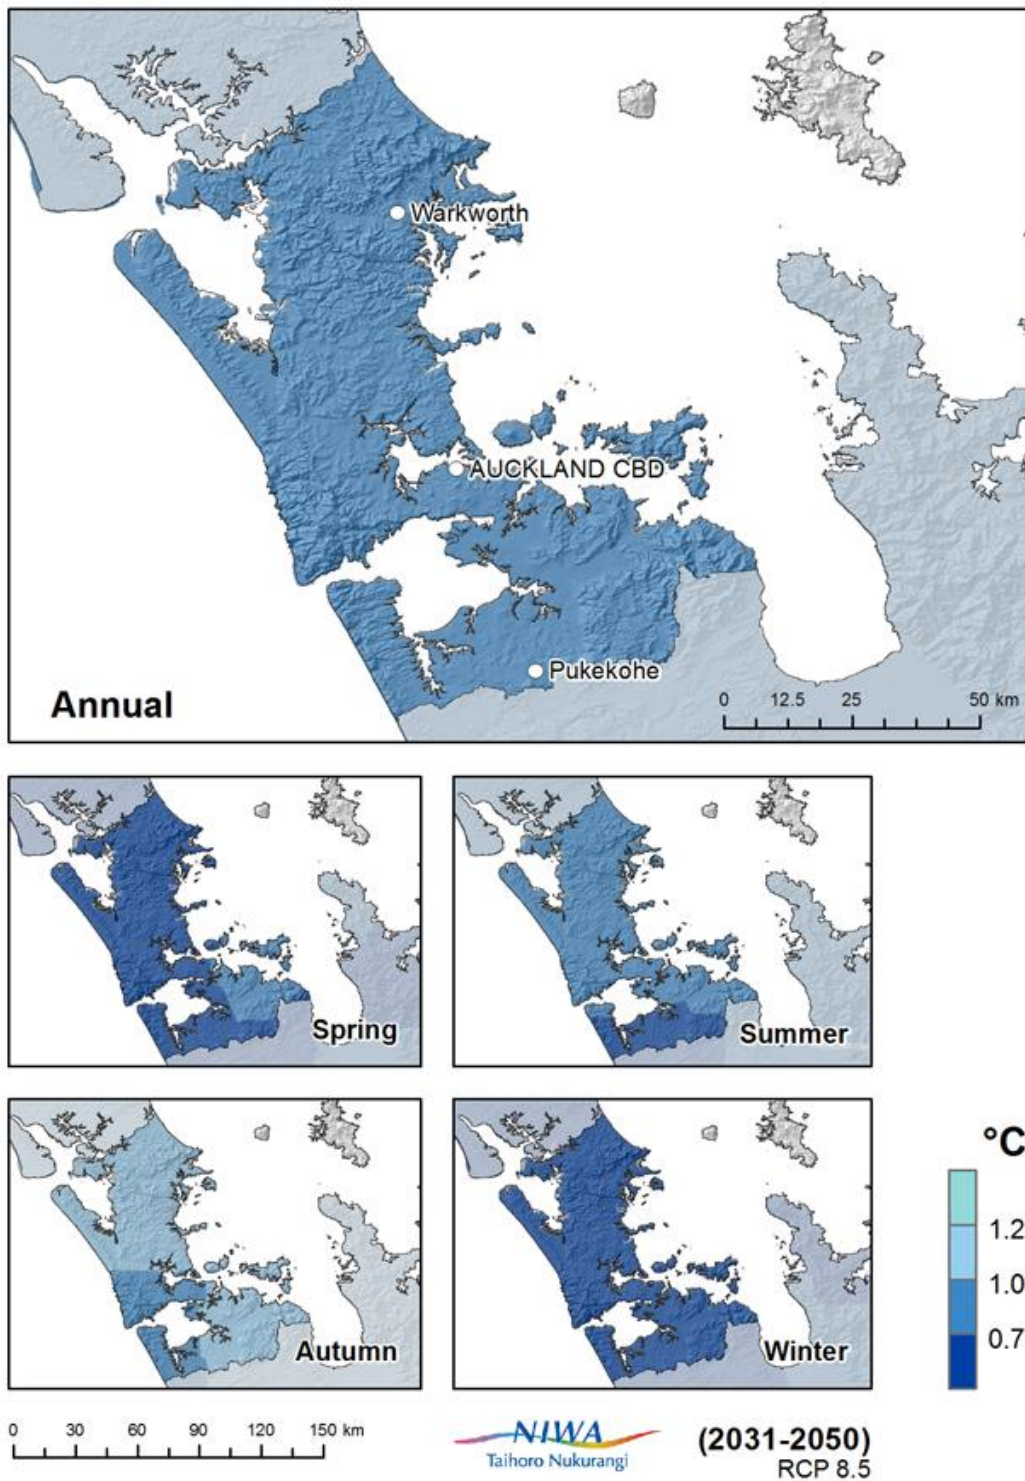 Warkworth
AUCKLAND CBD
Pukekohe
Annual
0 12.5 25 50 km
Spring
Summer
Autumn
Winter
°C
1.2
1.0
0.7
0 30 60 90 120 150 km
NIWA
Taihoro Nukurangi
(2031-2050)
RCP 8.5